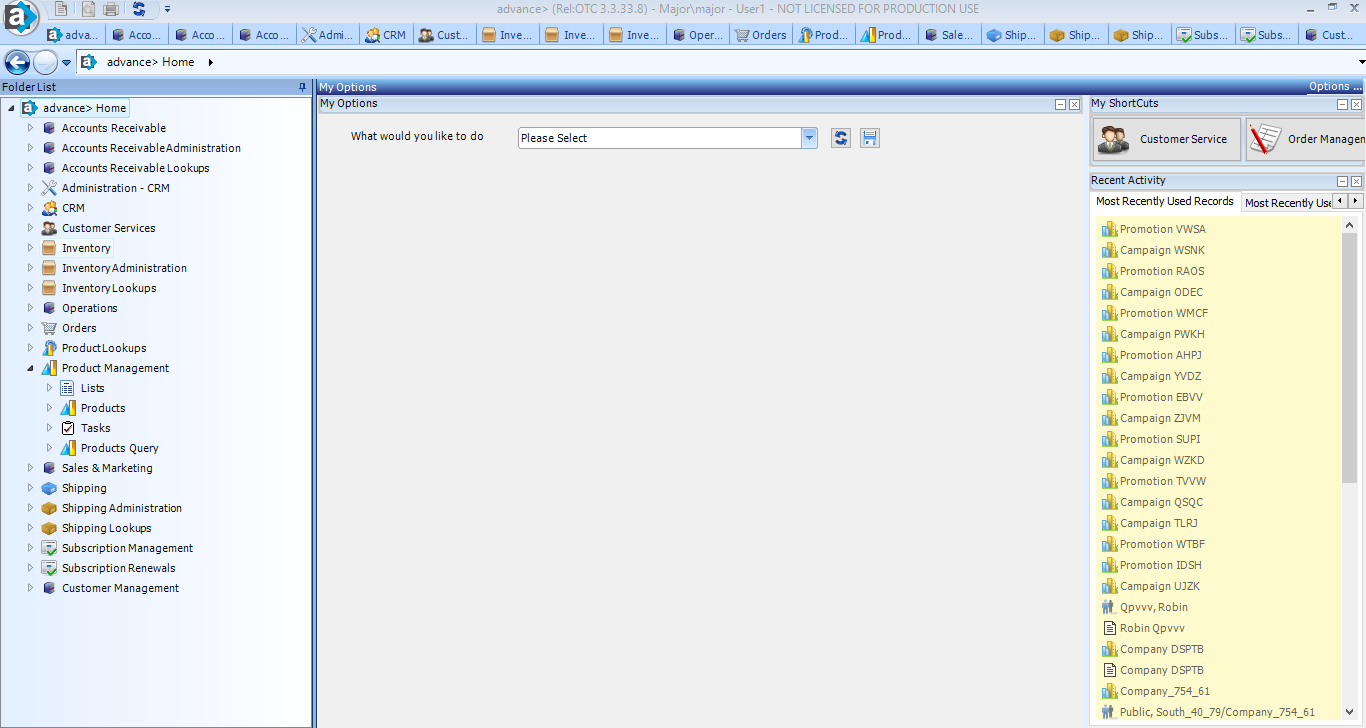 advance> (Rel:OTC 3.3.33.8) - Major\major - User1 - NOT LICENSED FOR PRODUCTION USE
adva... Acco... Acco... Acco... Admi... CRM Cust... Inve... Inve... Inve... Oper... Orders Prod... Prod... Sale... Ship... Ship... Ship... Subs... Subs... Cust...
advance> Home
Folder List
advance> Home
Accounts Receivable
Accounts Receivable Administration
Accounts Receivable Lookups
Administration - CRM
CRM
Customer Services
Inventory
Inventory Administration
Inventory Lookups
Operations
Orders
Product Lookups
Product Management
Lists
Products
Tasks
Products Query
Sales & Marketing
Shipping
Shipping Administration
Shipping Lookups
Subscription Management
Subscription Renewals
Customer Management
My Options
Options ...
My Options
What would you like to do
Please Select
My ShortCuts
Customer Service
Order Managen
Recent Activity
Most Recently Used Records
Most Recently Use
Promotion VWSA
Campaign WSNK
Promotion RAOS
Campaign ODEC
Promotion WMCF
Campaign PWKH
Promotion AHPJ
Campaign YVDZ
Promotion EBVV
Campaign ZJVM
Promotion SUPI
Campaign WZKD
Promotion TVVW
Campaign QSQC
Campaign TLRJ
Promotion WTBF
Promotion IDSH
Campaign UJZK
Qpvvv, Robin
Robin Qpvvv
Company DSPTB
Company DSPTB
Company_754_61
Public, South_40_79/Company_754_61